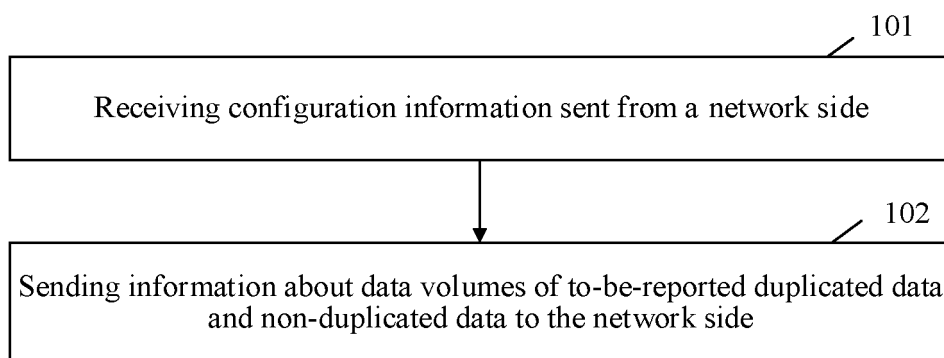 101
Receiving configuration information sent from a network side
102
Sending information about data volumes of to-be-reported duplicated data
and non-duplicated data to the network side